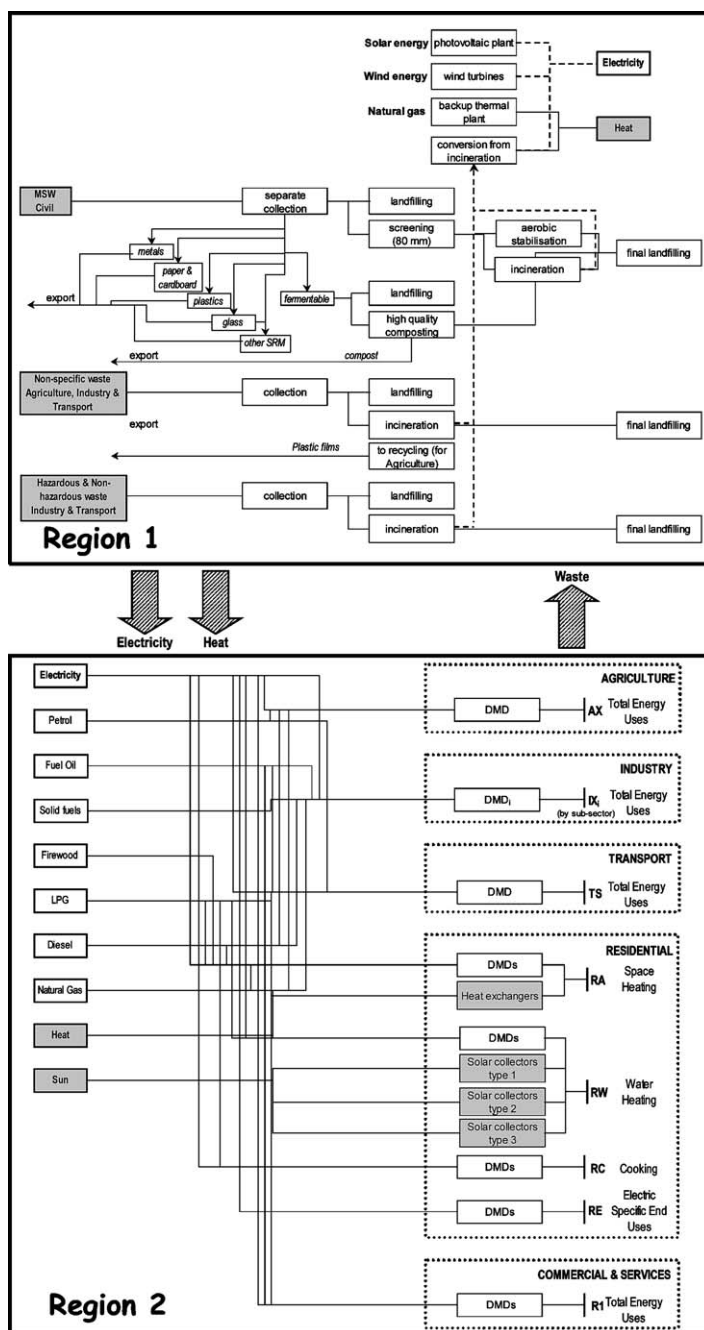 Solar energy
photovoltaic plant
Electricity
Wind energy
wind turbines
Natural gas
backup thermal
plant
Heat
conversion from
incineration
MSW
Civil
separate
collection
landfilling
screening
(80 mm)
aerobic
stabilisation
incineration
final landfilling
metals
paper &
cardboard
plastics
glass
other SRM
export
fermentable
landfilling
high quality
composting
compost
export
Non-specific waste
Agriculture, Industry &
Transport
collection
landfilling
incineration
final landfilling
export
Plastic films
to recycling (for
Agriculture)
Hazardous & Non-
hazardous waste
Industry & Transport
collection
landfilling
incineration
final landfilling
Region 1
Electricity
Heat
Waste
Electricity
Petrol
Fuel Oil
Solid fuels
Firewood
LPG
Diesel
Natural Gas
Heat
Sun
AGRICULTURE
DMD
AX
Total Energy
Uses
INDUSTRY
DMDi
IXi
(by sub-sector)
Total Energy
Uses
TRANSPORT
DMD
TS
Total Energy
Uses
RESIDENTIAL
DMDs
Heat exchangers
RA
Space
Heating
DMDs
Solar collectors
type 1
Solar collectors
type 2
Solar collectors
type 3
RW
Water
Heating
DMDs
RC
Cooking
DMDs
RE
Electric
Specific End
Uses
COMMERCIAL & SERVICES
DMDs
R1
Total Energy
Uses
Region 2